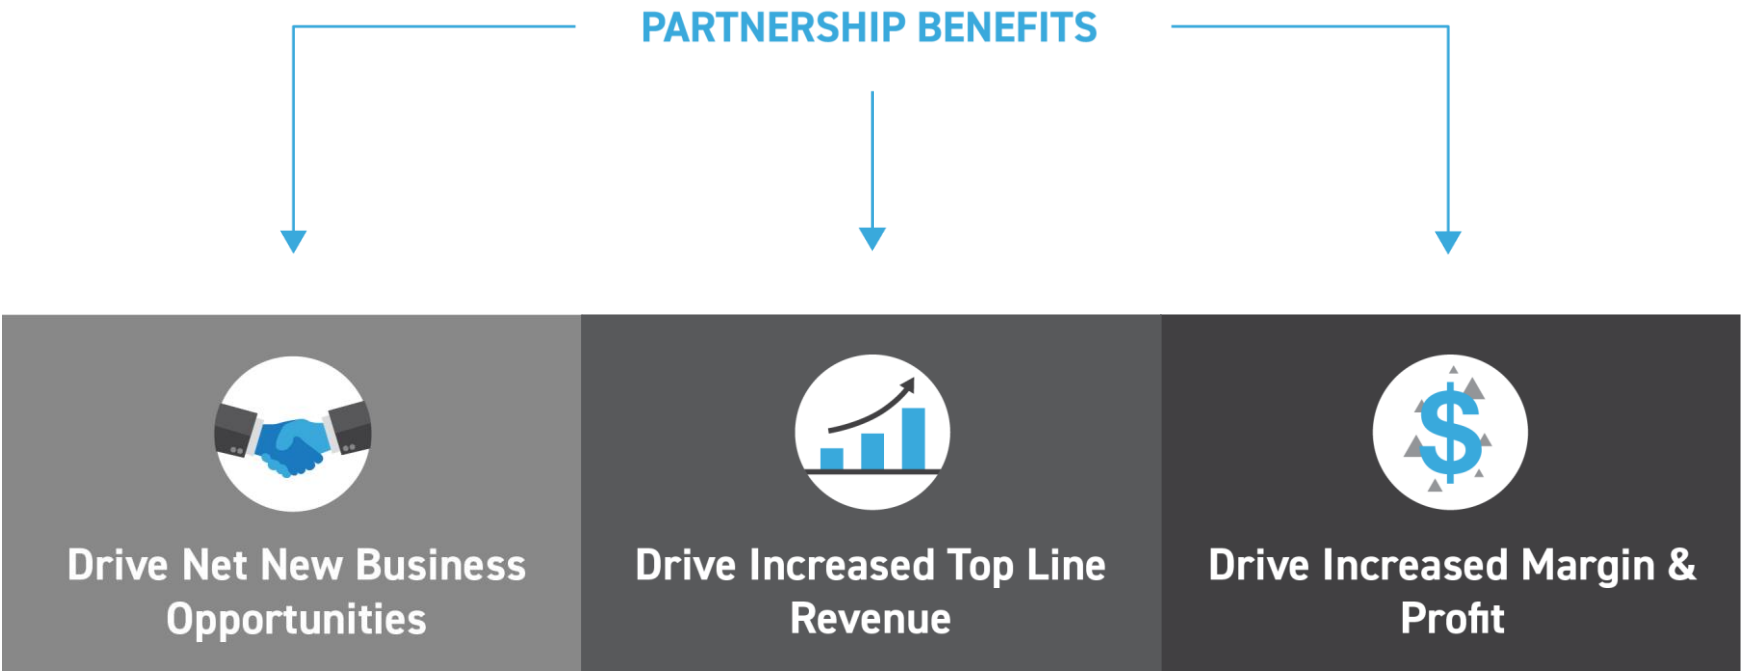 PARTNERSHIP BENEFITS
Drive Net New Business
Opportunities
Drive Increased Top Line
Revenue
Drive Increased Margin &
Profit